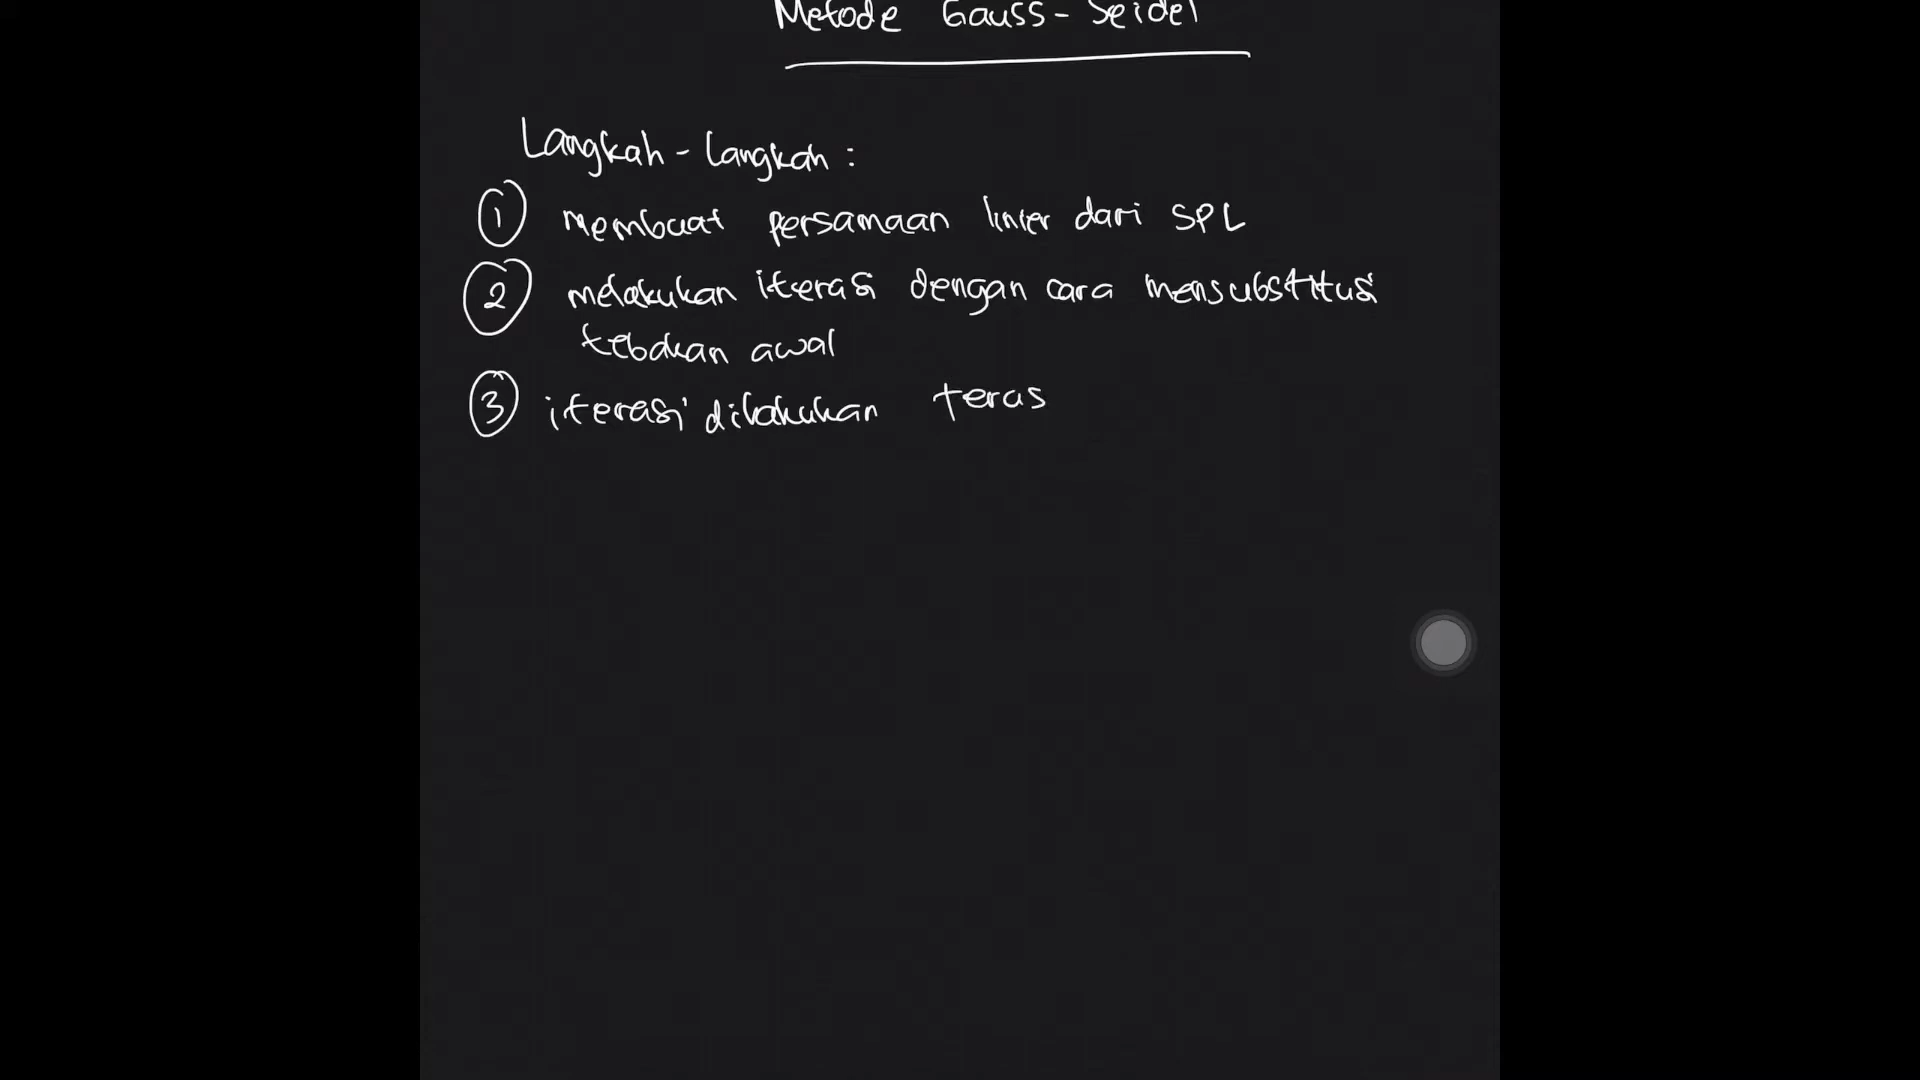 Metode Gauss-Seidel
Langkah-langkah :
1 membuat persamaan linier dari SPL
2 melakukan iterasi dengan cara mensubstitusi
tebakan awal
3 iterasi dilakukan terus